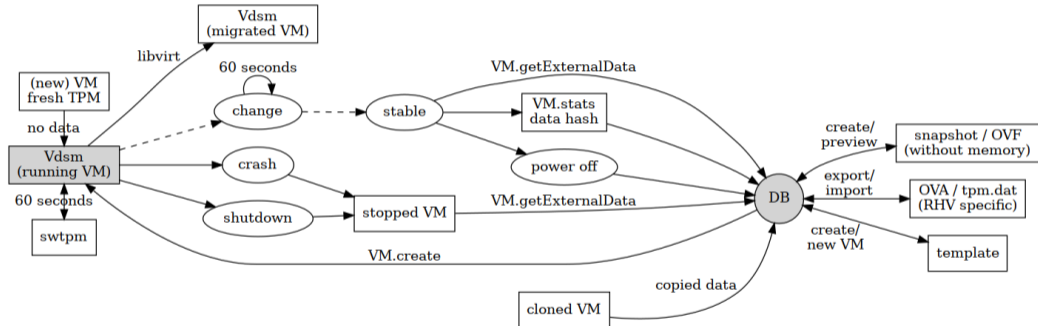 Vdsm
(migrated VM)
libvirt
60 seconds
VM.getExternalData
(new) VM
fresh TPM
change
stable
VM.stats
data hash
no data
create/
preview
snapshot / OVF
(without memory)
Vdsm
(running VM)
crash
power off
export/
import
DB
OVA / tpm.dat
(RHV specific)
60 seconds
shutdown
stopped VM
VM.getExternalData
swtpm
create/
new VM
template
VM.create
copied data
cloned VM